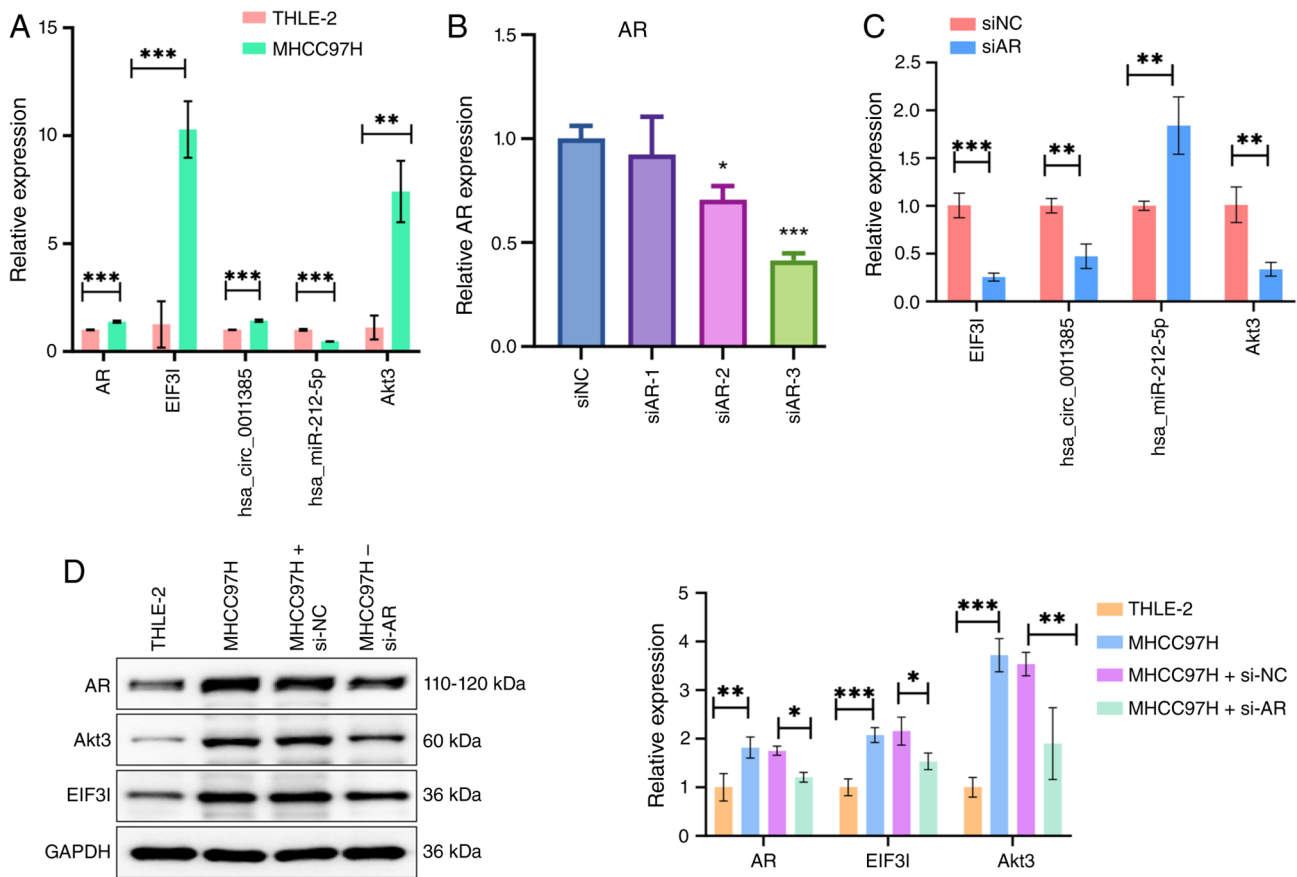 A
THLE-2
MHCC97H
Relative expression
15
10
5
0
***
***
***
***
**
AR
EIF3I
hsa_circ_0011385
hsa_miR-212-5p
Akt3
B
AR
Relative AR expression
1.5
1.0
0.5
0.0
*
***
siNC
siAR-1
siAR-2
siAR-3
C
siNC
siAR
Relative expression
2.5
2.0
1.5
1.0
0.5
0.0
***
**
**
**
EIF3I
hsa_circ_0011385
hsa_miR-212-5p
Akt3
D
THLE-2
MHCC97H
MHCC97H +
si-NC
MHCC97H –
si-AR
AR
110-120 kDa
Akt3
60 kDa
EIF3I
36 kDa
GAPDH
36 kDa
Relative expression
5
4
3
2
1
0
**
*
***
*
***
**
AR
EIF3I
Akt3
THLE-2
MHCC97H
MHCC97H + si-NC
MHCC97H + si-AR